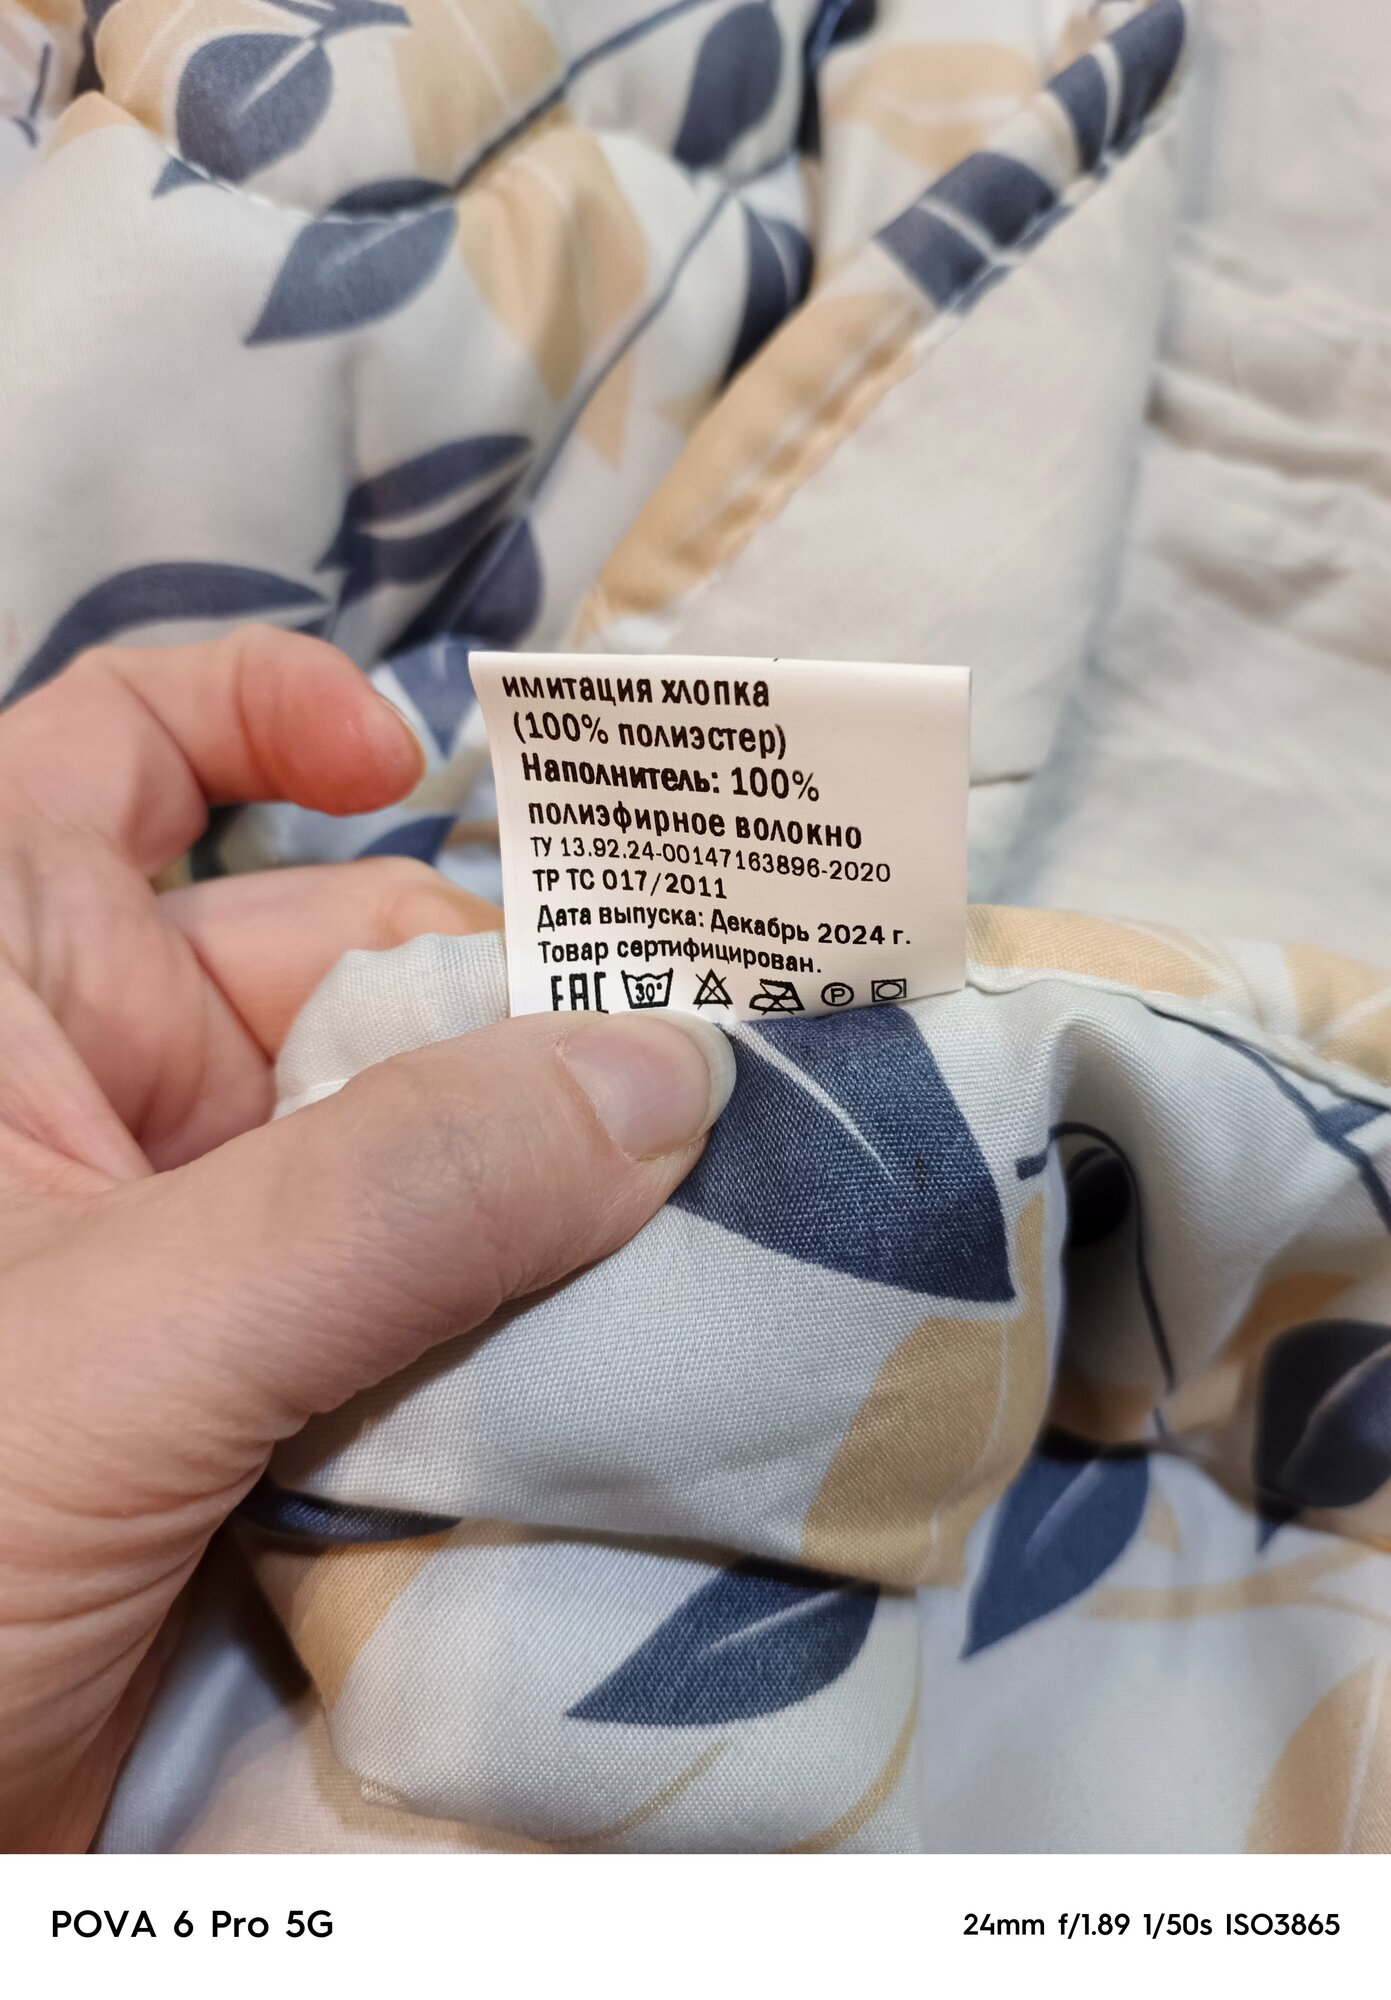 имитация хлопка
(100% полиэстер)
Наполнитель: 100%
полиэфирное волокно
ТУ 13.92.24-00147163896-2020
ТР ТС 017/2011
Дата выпуска: Декабрь 2024 г.
Товар сертифицирован.
EAC 30° P
POVA 6 Pro 5G
24mm f/1.89 1/50s ISO3865